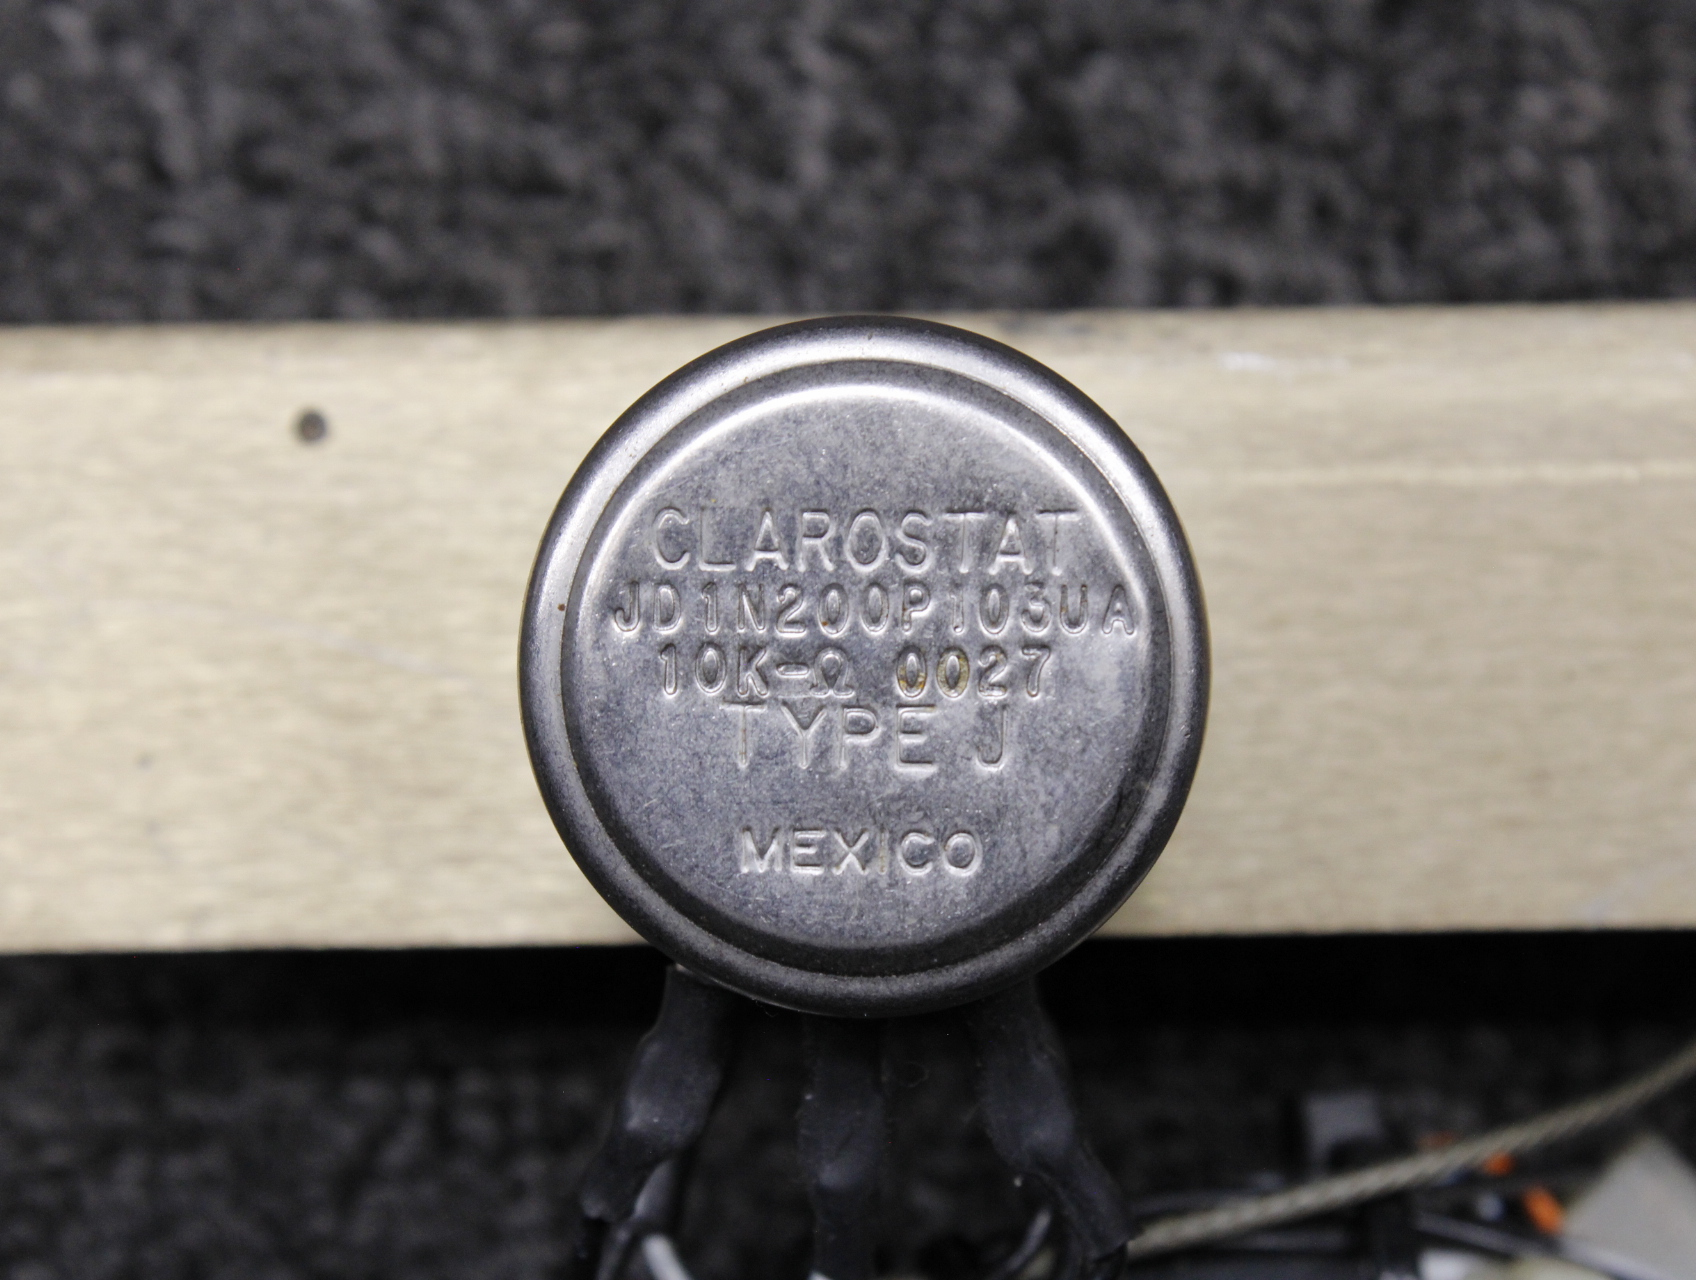 CLAROSTAT
JD1N200P103UA
10K-Ω 0027
TYPE J
MEXICO